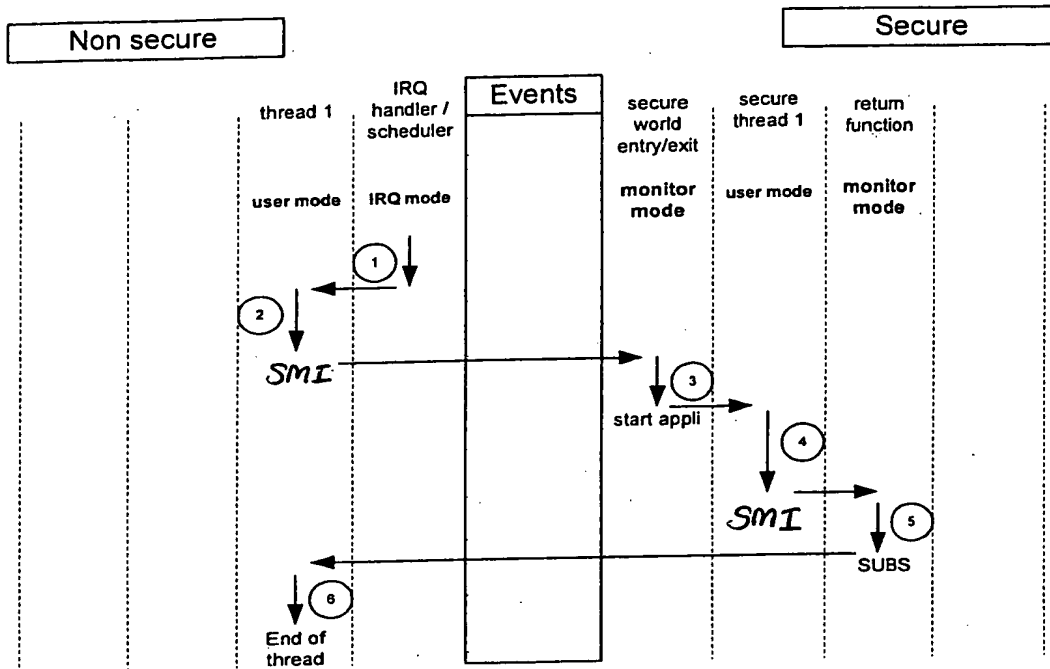 Non secure
Secure
Events
thread 1
IRQ
handler /
scheduler
secure
world
entry/exit
secure
thread 1
return
function
user mode
IRQ mode
monitor
mode
user mode
monitor
mode
1
2
SMI
3
start appli
4
SMI
5
SUBS
6
End of
thread